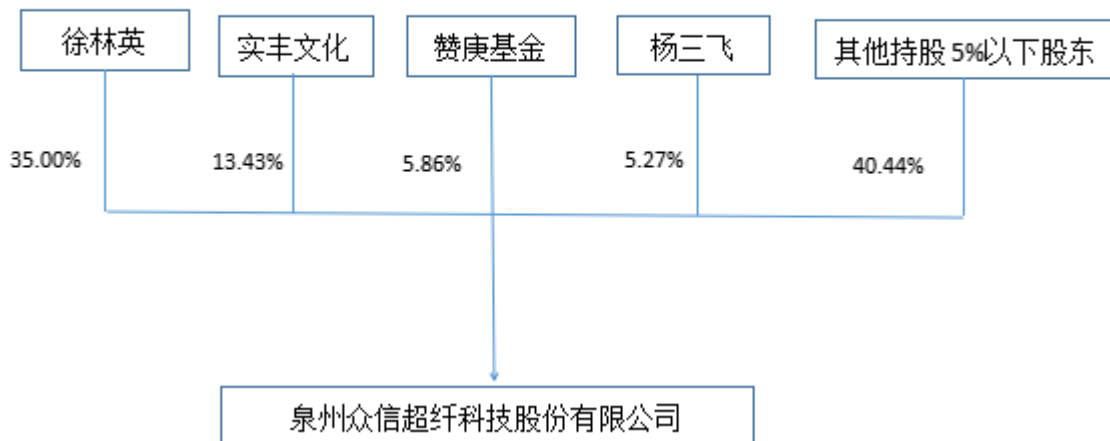 徐林英
实丰文化
赞庚基金
杨三飞
其他持股 5%以下股东
35.00%
13.43%
5.86%
5.27%
40.44%
泉州众信超纤科技股份有限公司